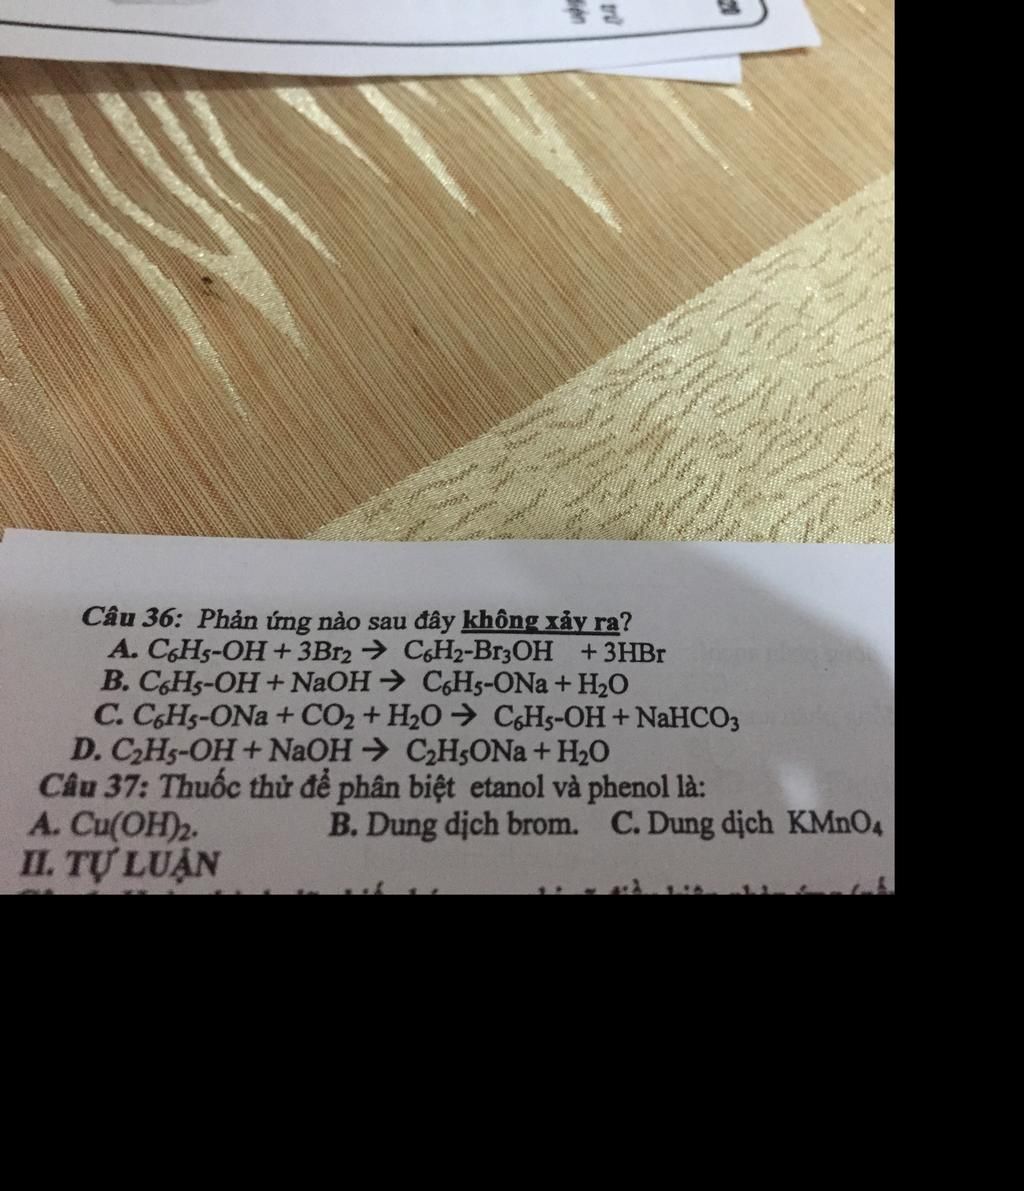 Câu 36: Phản ứng nào sau đây không xảy ra?
A. C₆H₅-OH + 3Br₂ → C₆H₂-Br₃OH + 3HBr
B. C₆H₅-OH + NaOH → C₆H₅-ONa + H₂O
C. C₆H₅-ONa + CO₂ + H₂O → C₆H₅-OH + NaHCO₃
D. C₂H₅-OH + NaOH → C₂H₅ONa + H₂O
Câu 37: Thuốc thử để phân biệt etanol và phenol là:
A. Cu(OH)₂. B. Dung dịch brom. C. Dung dịch KMnO₄
II. TỰ LUẬN